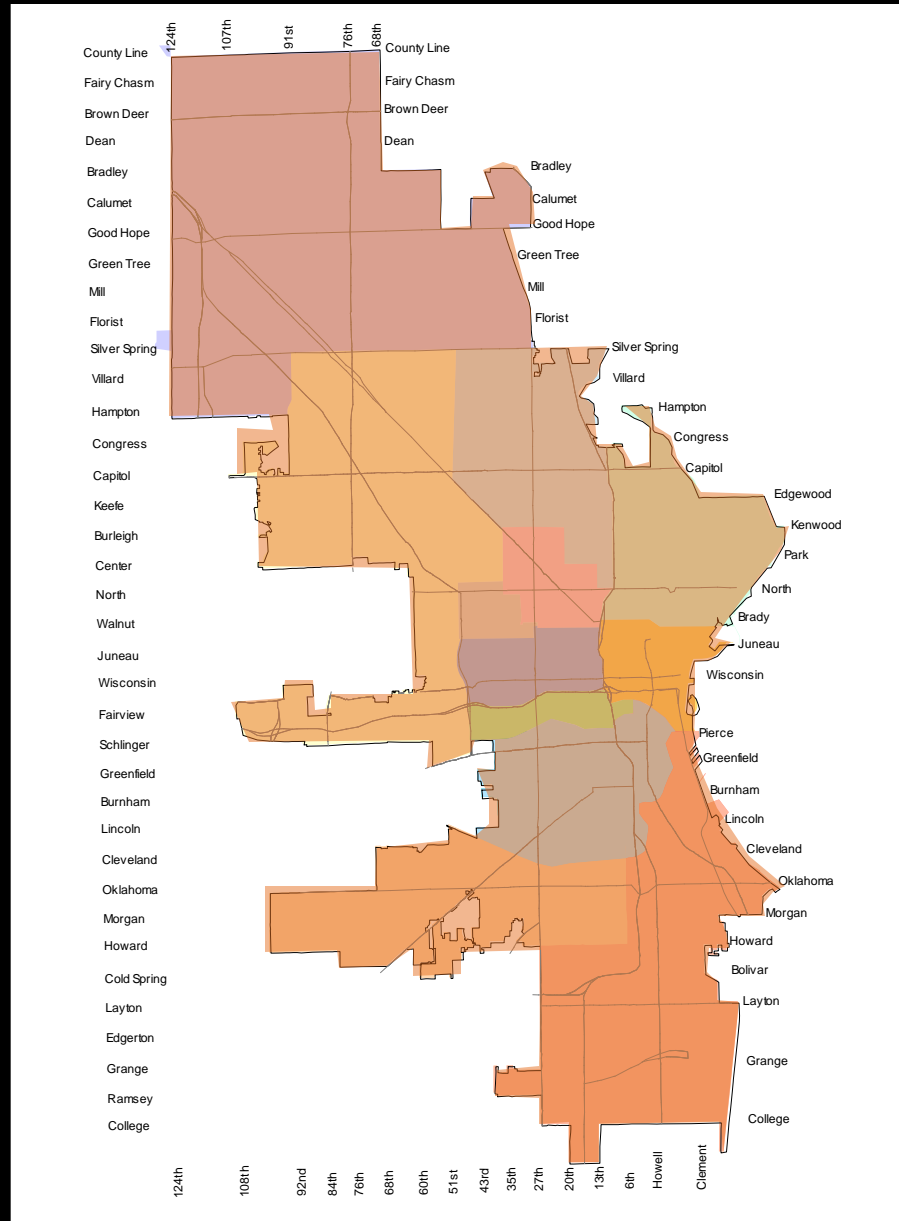 124th
107th
91st
76th
68th
County Line
Fairy Chasm
Brown Deer
Dean
Bradley
Calumet
Good Hope
Green Tree
Mill
Florist
Silver Spring
Villard
Hampton
Congress
Capitol
Keefe
Burleigh
Center
North
Walnut
Juneau
Wisconsin
Fairview
Schlinger
Greenfield
Burnham
Lincoln
Cleveland
Oklahoma
Morgan
Howard
Cold Spring
Layton
Edgerton
Grange
Ramsey
College
County Line
Fairy Chasm
Brown Deer
Dean
Bradley
Calumet
Good Hope
Green Tree
Mill
Florist
Silver Spring
Villard
Hampton
Congress
Capitol
Edgewood
Kenwood
Park
North
Brady
Juneau
Wisconsin
Pierce
Greenfield
Burnham
Lincoln
Cleveland
Oklahoma
Morgan
Howard
Bolivar
Layton
Grange
College
124th
108th
92nd
84th
76th
68th
60th
51st
43rd
35th
27th
20th
13th
6th
Howell
Clement